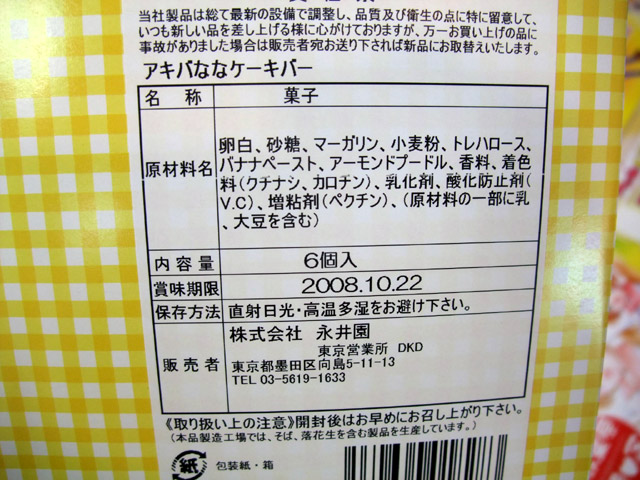 当社製品は総て最新の設備で調整し、品質及び衛生の点に特に留意して、
いつも新しい品を差し上げる様に心がけておりますが、万一お買い上げの品に
事故がありました場合は販売者宛お送り下されば新品にお取替えいたします。
アキバななケーキバー
名 称 菓子
原材料名 卵白、砂糖、マーガリン、小麦粉、トレハロース、
バナナペースト、アーモンドプードル、香料、着色
料(クチナシ、カロチン)、乳化剤、酸化防止剤(
V.C)、増粘剤(ペクチン)、(原材料の一部に乳
、大豆を含む)
内 容 量 6個入
賞味期限 2008.10.22
保存方法 直射日光・高温多湿をお避け下さい。
販 売 者 株式会社 永井園
東京営業所 DKD
東京都墨田区向島5-11-13
TEL 03-5619-1633
《取り扱い上の注意》開封後はお早めにお召し上がり下さい。
(本品製造工場では、そば、落花生を含む製品を生産しています。)
紙 包装紙・箱